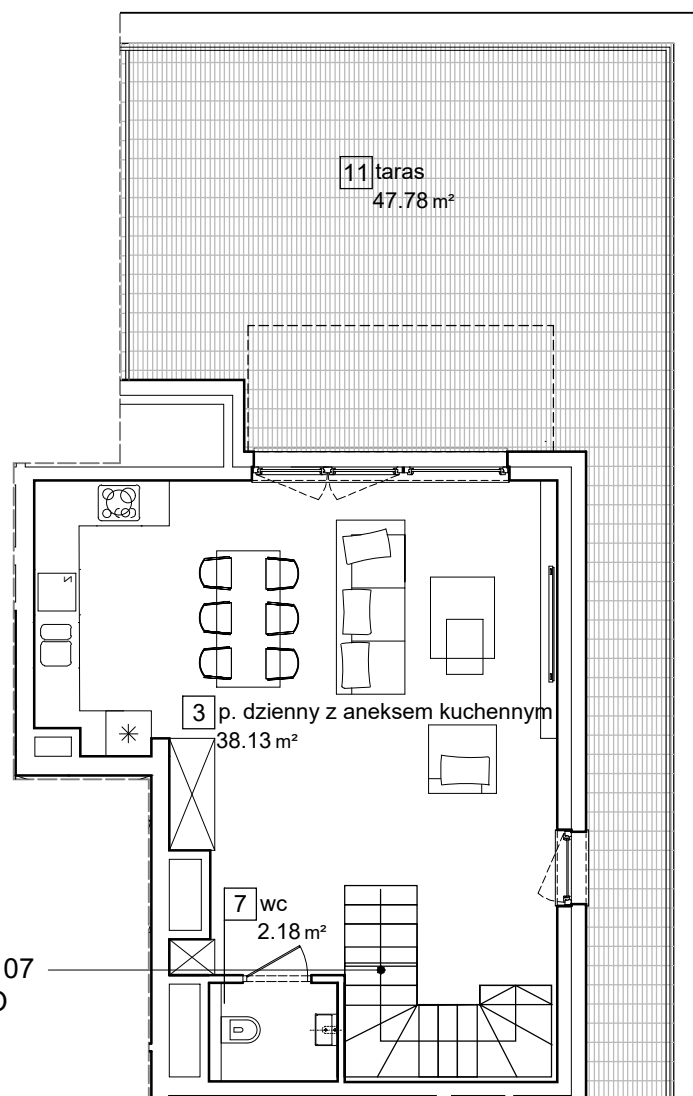 11 taras
47.78 m²
3 p. dzienny z aneksem kuchennym
38.13 m²
7 wc
2.18 m²
07